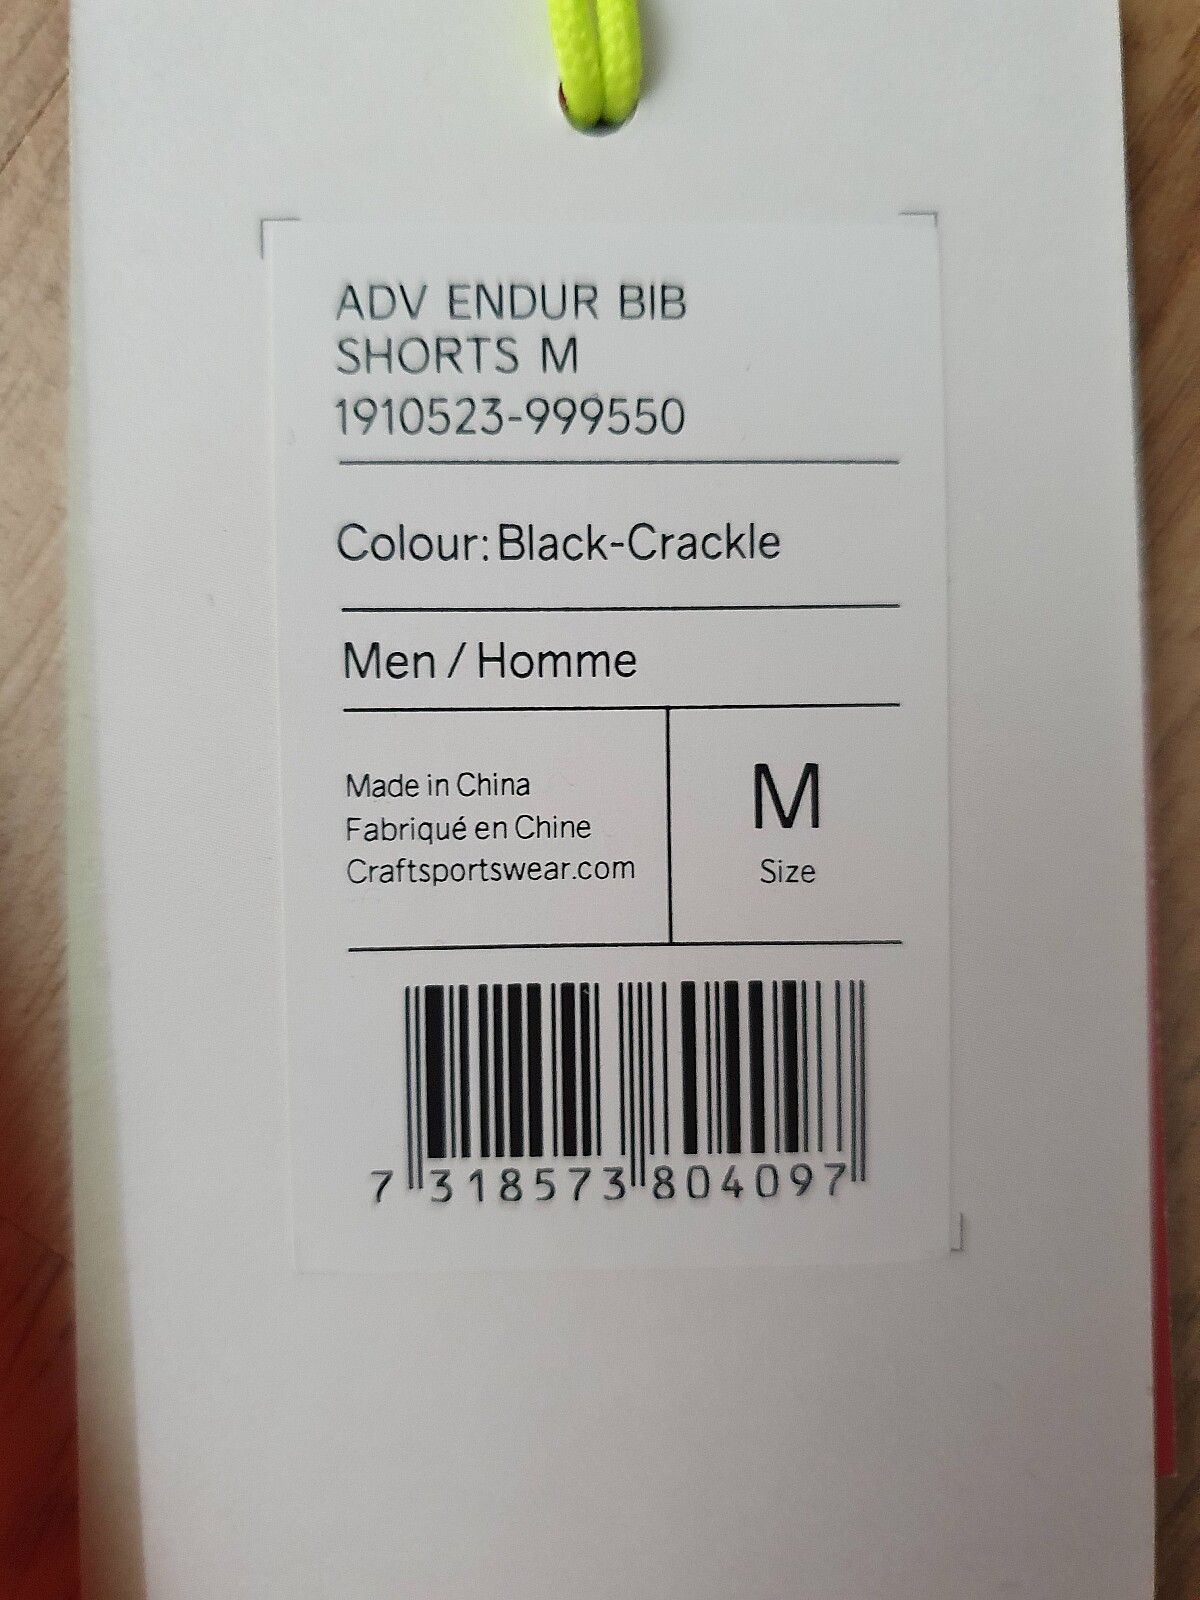 ADV ENDUR BIB
SHORTS M
1910523-999550
Colour: Black-Crackle
Men / Homme
Made in China
Fabriqué en Chine
Craftsportswear.com
M
Size
7 318573 804097